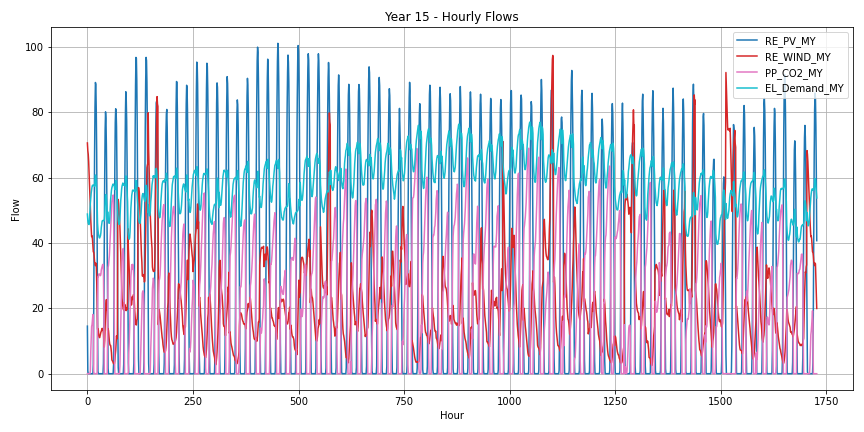 Year 15 - Hourly Flows
RE_PV_MY
RE_WIND_MY
PP_CO2_MY
EL_Demand_MY
Flow
100
80
60
40
20
0
0 250 500 750 1000 1250 1500 1750
Hour